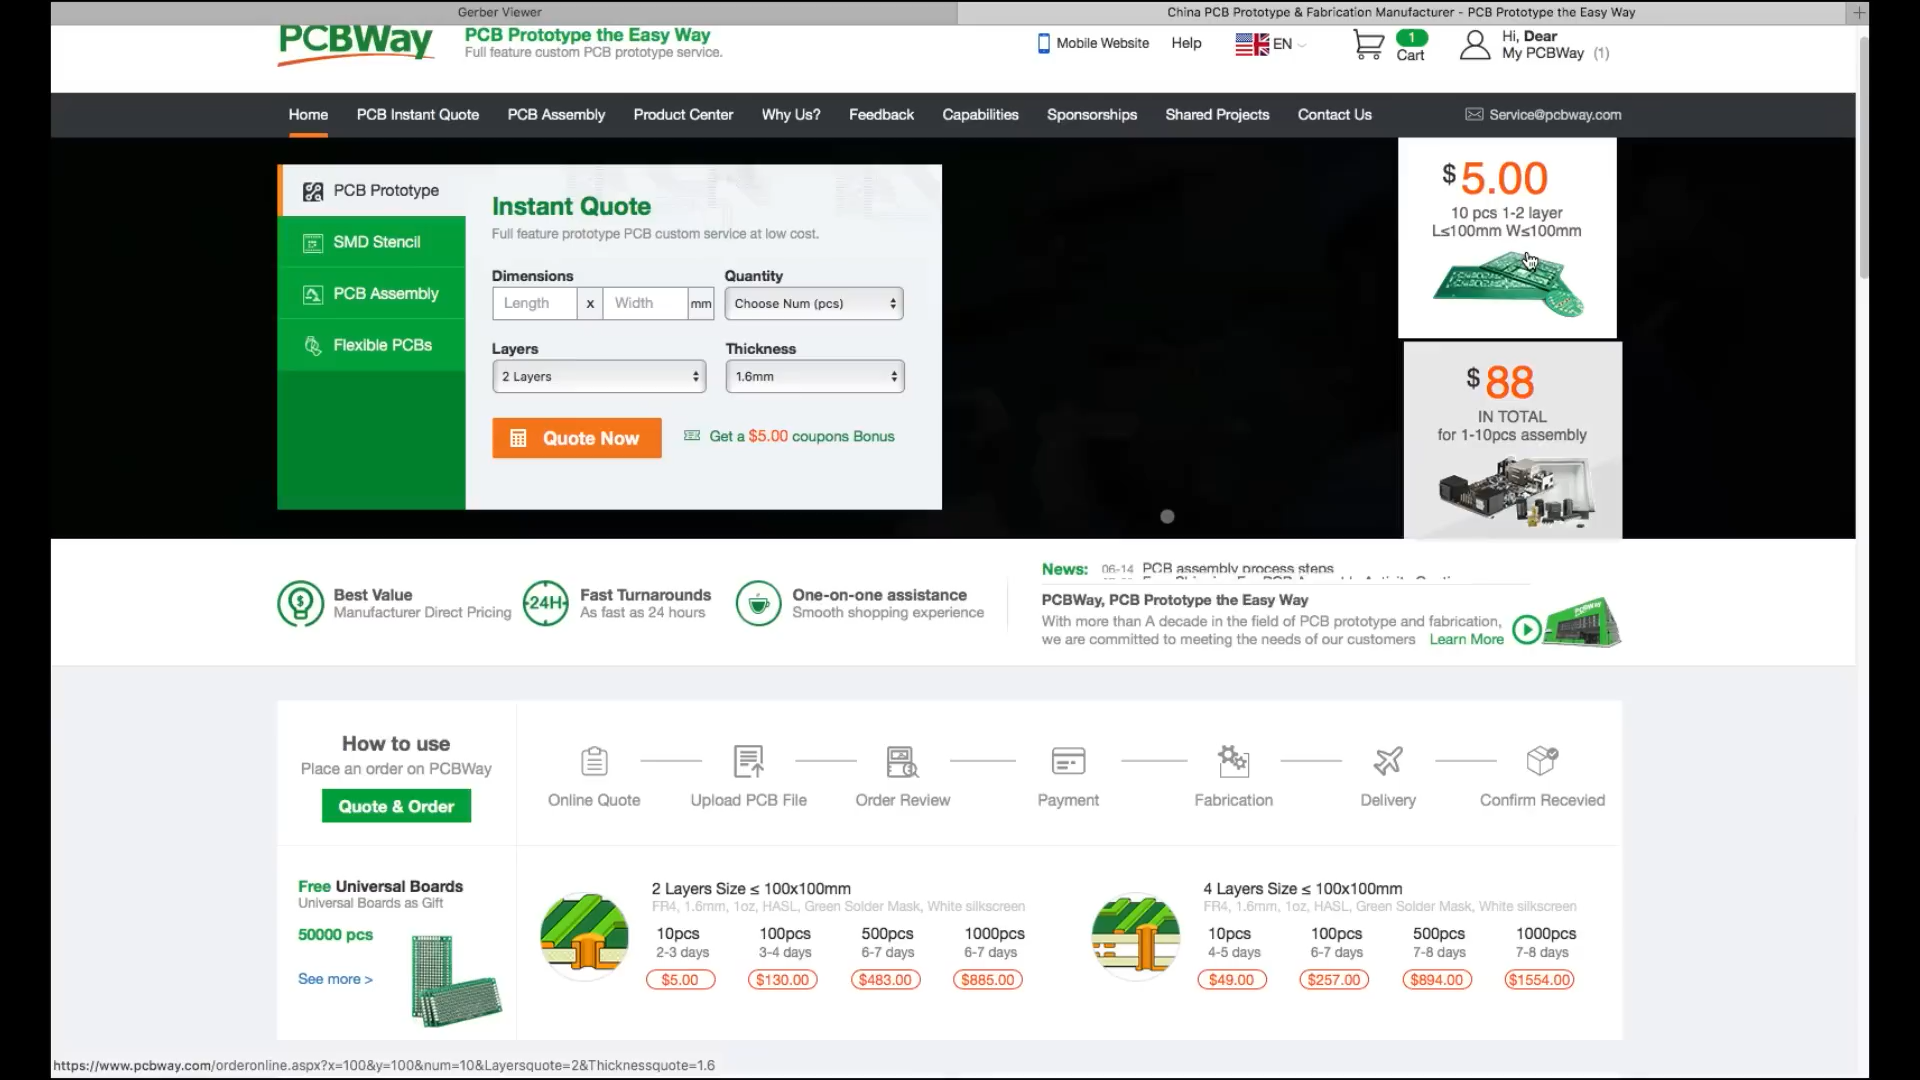 Gerber Viewer
China PCB Prototype & Fabrication Manufacturer - PCB Prototype the Easy Way
PCBWay
PCB Prototype the Easy Way
Full feature custom PCB prototype service.
Mobile Website
Help
EN
1
Cart
Hi, Dear
My PCBWay (1)
Home
PCB Instant Quote
PCB Assembly
Product Center
Why Us?
Feedback
Capabilities
Sponsorships
Shared Projects
Contact Us
Service@pcbway.com
PCB Prototype
SMD Stencil
PCB Assembly
Flexible PCBs
Instant Quote
Full feature prototype PCB custom service at low cost.
Dimensions
Length x Width mm
Quantity
Choose Num (pcs)
Layers
2 Layers
Thickness
1.6mm
Quote Now
Get a $5.00 coupons Bonus
$5.00
10 pcs 1-2 layer
L≤100mm W≤100mm
$88
IN TOTAL
for 1-10pcs assembly
Best Value
Manufacturer Direct Pricing
24H
Fast Turnarounds
As fast as 24 hours
One-on-one assistance
Smooth shopping experience
News: 06-14 PCB assembly process steps
PCBWay, PCB Prototype the Easy Way
With more than A decade in the field of PCB prototype and fabrication,
we are committed to meeting the needs of our customers Learn More
How to use
Place an order on PCBWay
Quote & Order
Online Quote
Upload PCB File
Order Review
Payment
Fabrication
Delivery
Confirm Recevied
Free Universal Boards
Universal Boards as Gift
50000 pcs
See more >
2 Layers Size ≤ 100x100mm
FR4, 1.6mm, 1oz, HASL, Green Solder Mask, White silkscreen
10pcs 100pcs 500pcs 1000pcs
2-3 days 3-4 days 6-7 days 6-7 days
$5.00 $130.00 $483.00 $885.00
4 Layers Size ≤ 100x100mm
FR4, 1.6mm, 1oz, HASL, Green Solder Mask, White silkscreen
10pcs 100pcs 500pcs 1000pcs
4-5 days 6-7 days 7-8 days 7-8 days
$49.00 $257.00 $894.00 $1554.00
https://www.pcbway.com/orderonline.aspx?x=100&y=100&num=10&Layersquote=2&Thicknessquote=1.6